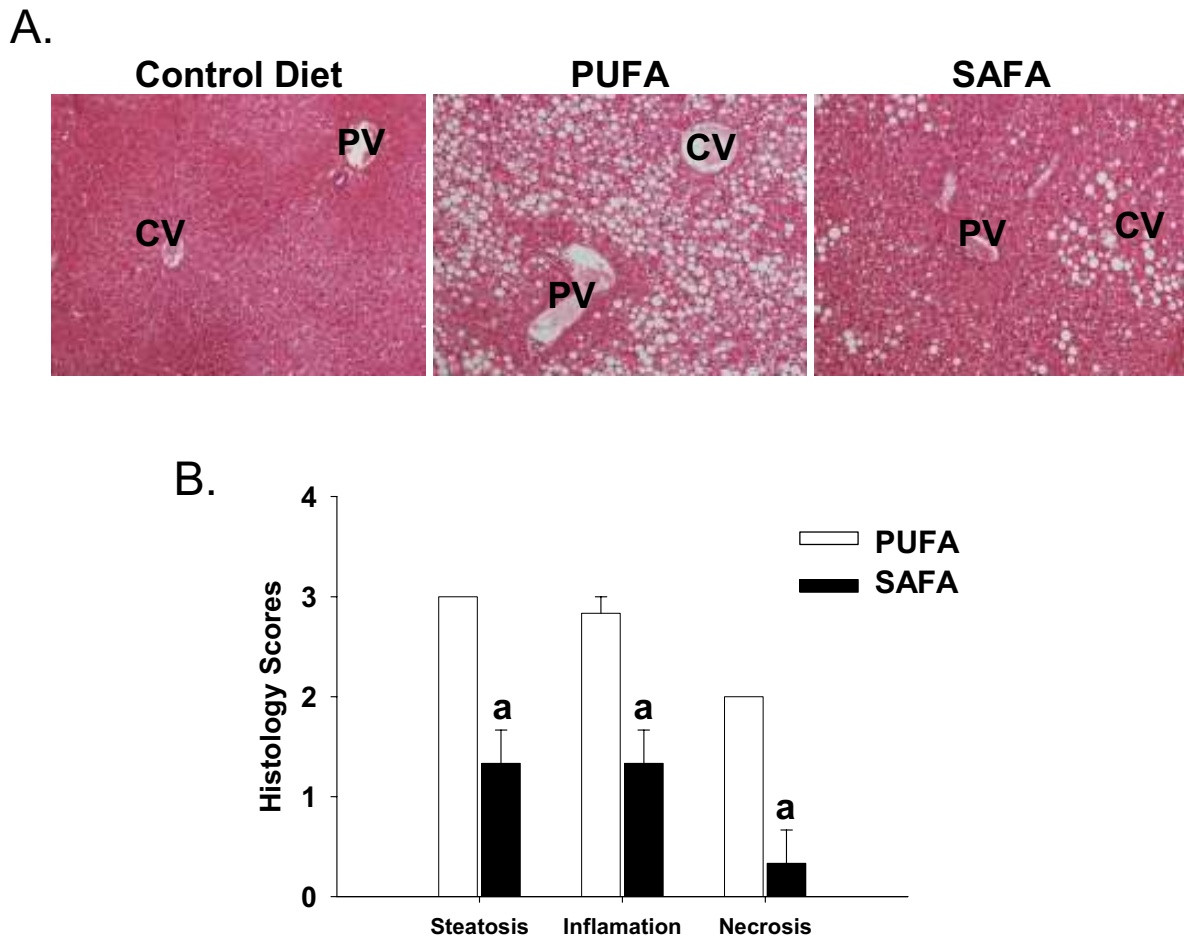 A.
Control Diet PUFA SAFA
PV CV
CV PV PV CV
B.
4
3
2
1
0
Histology Scores
PUFA
SAFA
a a a
Steatosis Inflamation Necrosis